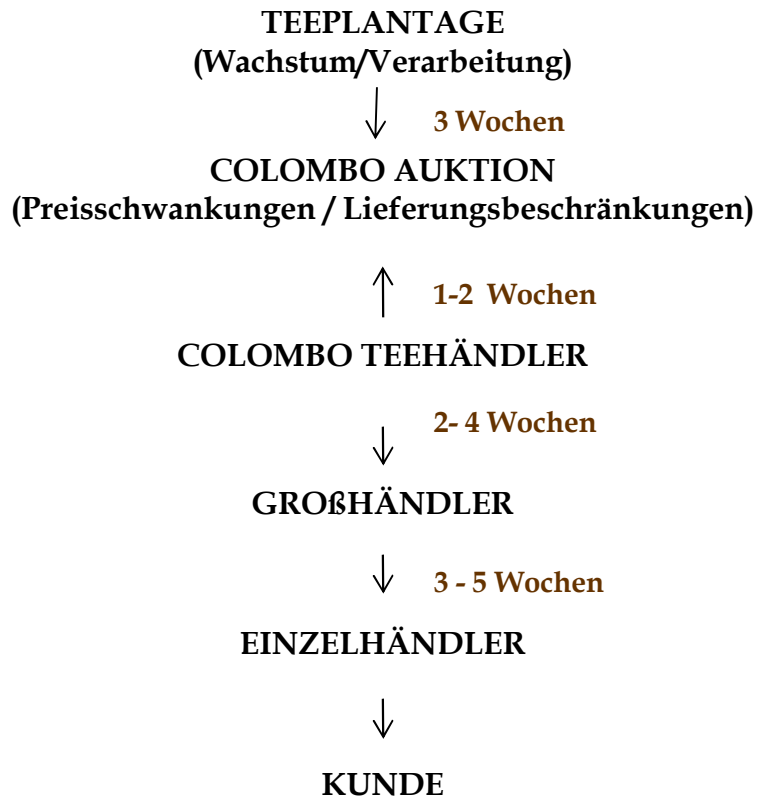 TEEPLANTAGE
(Wachstum/Verarbeitung)
3 Wochen
COLOMBO AUKTION
(Preisschwankungen / Lieferungsbeschränkungen)
1-2 Wochen
COLOMBO TEEHÄNDLER
2- 4 Wochen
GROßHÄNDLER
3 - 5 Wochen
EINZELHÄNDLER
KUNDE